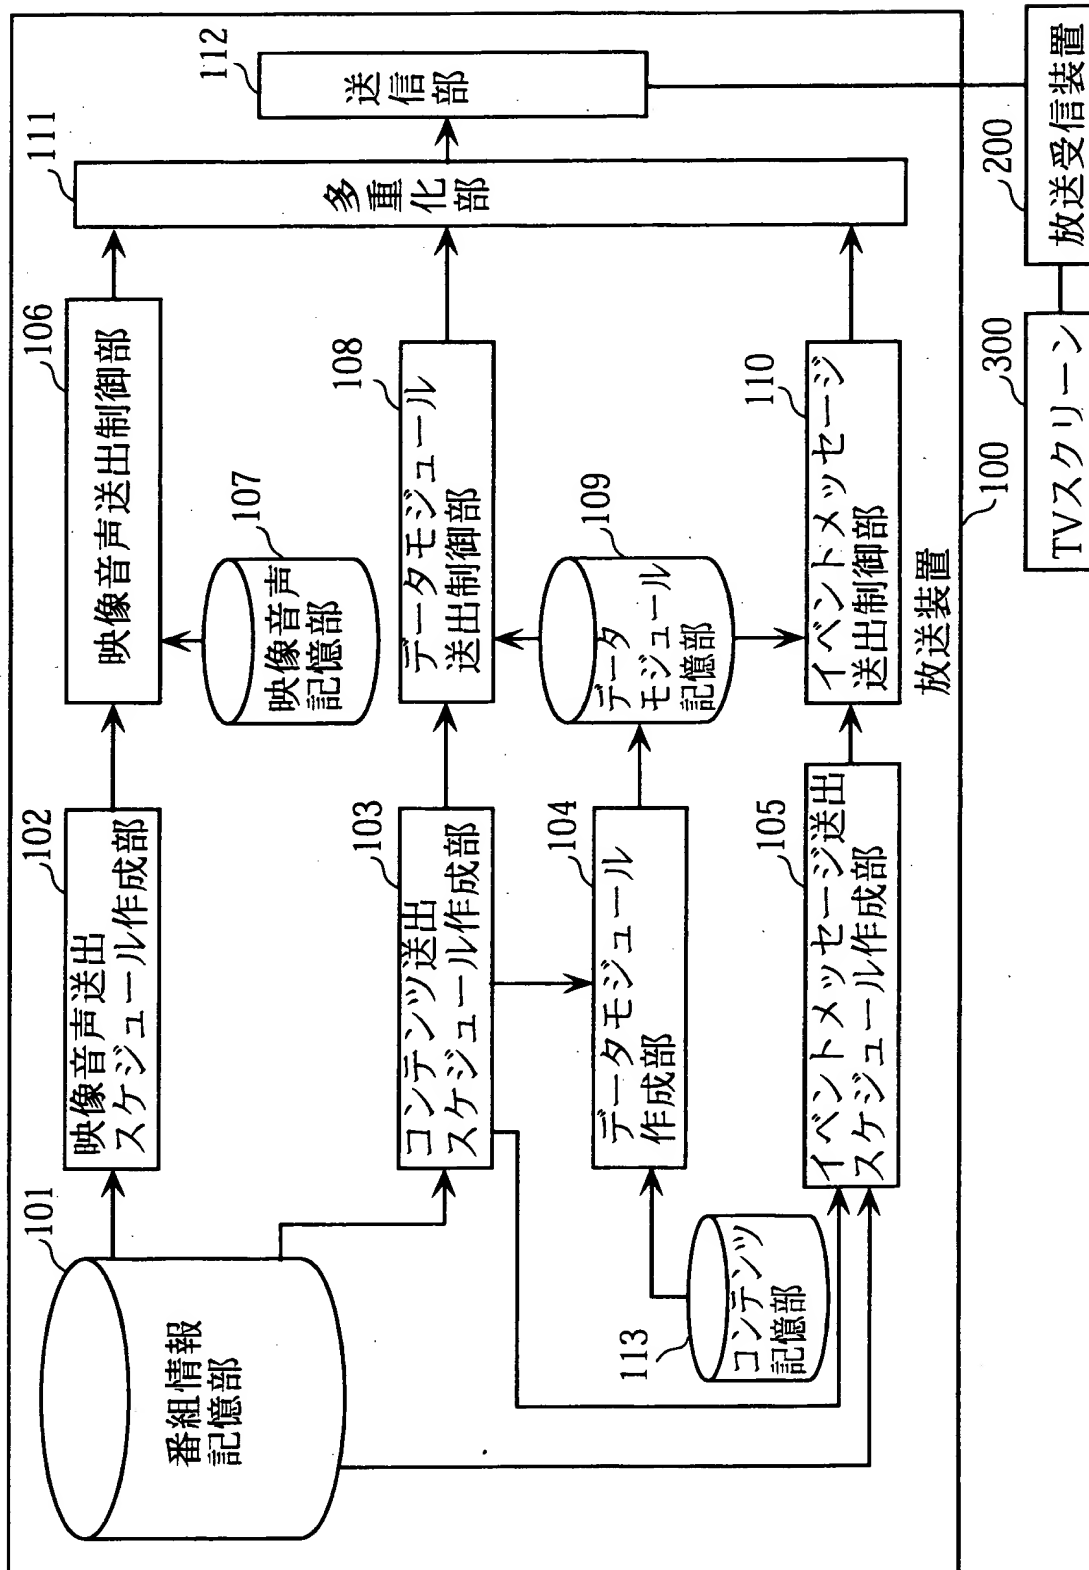 101
番組情報
記憶部
102
映像音声送出
スケジュール作成部
106
映像音声送出制御部
107
映像音声
記憶部
103
コンテンツ送出
スケジュール作成部
108
データモジュール
送出制御部
104
データモジュール
作成部
109
データ
モジュール
記憶部
113
コンテンツ
記憶部
105
イベントメッセージ送出
スケジュール作成部
110
イベントメッセージ
送出制御部
111
多重化部
112
送信部
放送装置
100
300
TVスクリーン
200
放送受信装置